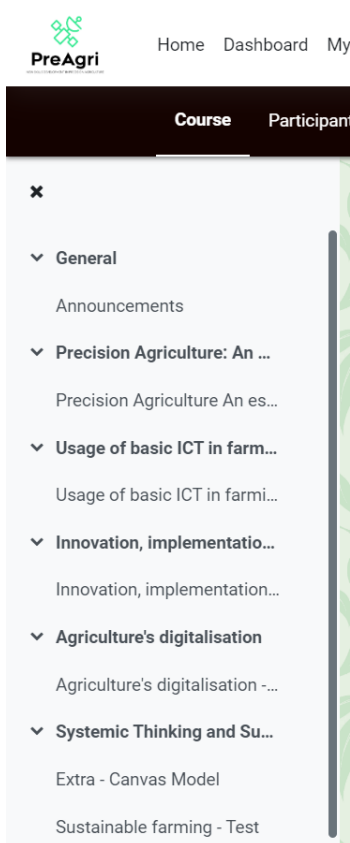 PreAgri
Home Dashboard My
Course Participant
General
Announcements
Precision Agriculture: An ...
Precision Agriculture An es...
Usage of basic ICT in farm...
Usage of basic ICT in farmi...
Innovation, implementatio...
Innovation, implementation...
Agriculture's digitalisation
Agriculture's digitalisation -...
Systemic Thinking and Su...
Extra - Canvas Model
Sustainable farming - Test